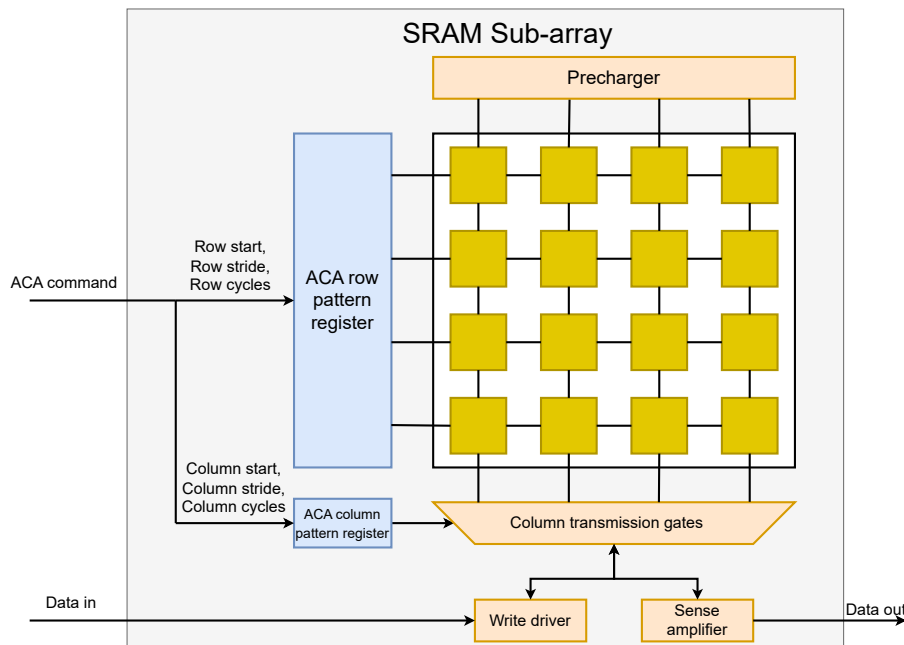 SRAM Sub-array
Precharger
Row start,
Row stride,
Row cycles
ACA command
ACA row
pattern
register
Column start,
Column stride,
Column cycles
ACA column
pattern register
Column transmission gates
Data in
Write driver
Sense
amplifier
Data out